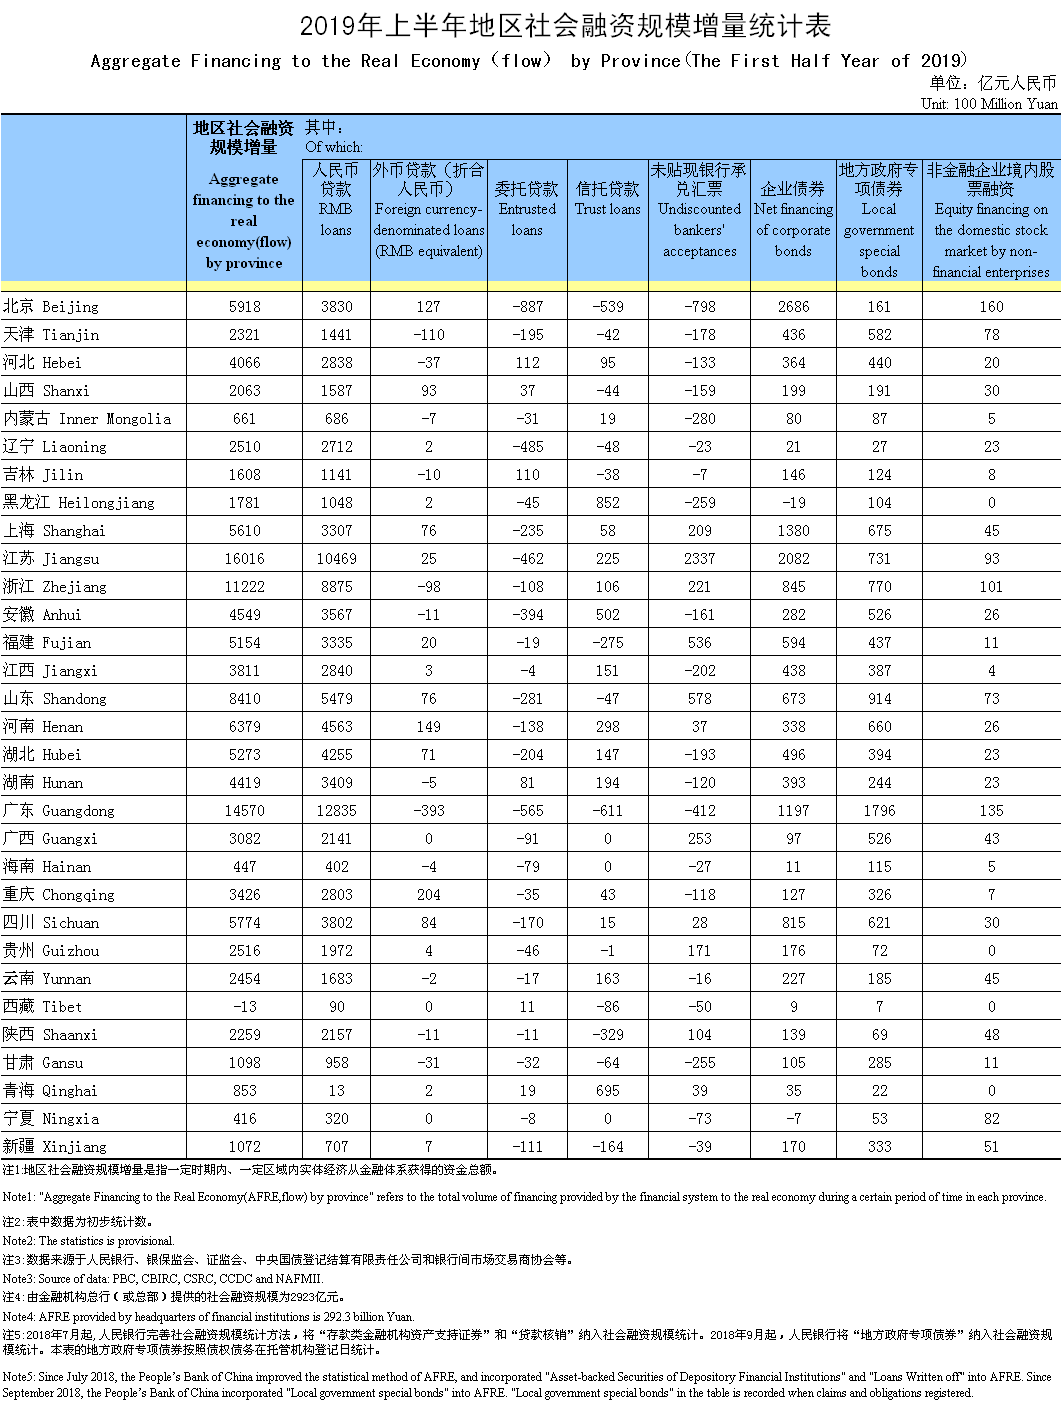 2019年上半年地区社会融资规模增量统计表
Aggregate Financing to the Real Economy（flow） by Province(The First Half Year of 2019)
单位：亿元人民币
Unit: 100 Million Yuan
地区社会融资规模增量 Aggregate financing to the real economy(flow) by province
其中：
Of which:
人民币贷款 RMB loans
外币贷款（折合人民币） Foreign currency-denominated loans (RMB equivalent)
委托贷款 Entrusted loans
信托贷款 Trust loans
未贴现银行承兑汇票 Undiscounted bankers' acceptances
企业债券 Net financing of corporate bonds
地方政府专项债券 Local government special bonds
非金融企业境内股票融资 Equity financing on the domestic stock market by non-financial enterprises
北京 Beijing 5918 3830 127 -887 -539 -798 2686 161 160
天津 Tianjin 2321 1441 -110 -195 -42 -178 436 582 78
河北 Hebei 4066 2838 -37 112 95 -133 364 440 20
山西 Shanxi 2063 1587 93 37 -44 -159 199 191 30
内蒙古 Inner Mongolia 661 686 -7 -31 19 -280 80 87 5
辽宁 Liaoning 2510 2712 2 -485 -48 -23 21 27 23
吉林 Jilin 1608 1141 -10 110 -38 -7 146 124 8
黑龙江 Heilongjiang 1781 1048 2 -45 852 -259 -19 104 0
上海 Shanghai 5610 3307 76 -235 58 209 1380 675 45
江苏 Jiangsu 16016 10469 25 -462 225 2337 2082 731 93
浙江 Zhejiang 11222 8875 -98 -108 106 221 845 770 101
安徽 Anhui 4549 3567 -11 -394 502 -161 282 526 26
福建 Fujian 5154 3335 20 -19 -275 536 594 437 11
江西 Jiangxi 3811 2840 3 -4 151 -202 438 387 4
山东 Shandong 8410 5479 76 -281 -47 578 673 914 73
河南 Henan 6379 4563 149 -138 298 37 338 660 26
湖北 Hubei 5273 4255 71 -204 147 -193 496 394 23
湖南 Hunan 4419 3409 -5 81 194 -120 393 244 23
广东 Guangdong 14570 12835 -393 -565 -611 -412 1197 1796 135
广西 Guangxi 3082 2141 0 -91 0 253 97 526 43
海南 Hainan 447 402 -4 -79 0 -27 11 115 5
重庆 Chongqing 3426 2803 204 -35 43 -118 127 326 7
四川 Sichuan 5774 3802 84 -170 15 28 815 621 30
贵州 Guizhou 2516 1972 4 -46 -1 171 176 72 0
云南 Yunnan 2454 1683 -2 -17 163 -16 227 185 45
西藏 Tibet -13 90 0 11 -86 -50 9 7 0
陕西 Shaanxi 2259 2157 -11 -11 -329 104 139 69 48
甘肃 Gansu 1098 958 -31 -32 -64 -255 105 285 11
青海 Qinghai 853 13 2 19 695 39 35 22 0
宁夏 Ningxia 416 320 0 -8 0 -73 -7 53 82
新疆 Xinjiang 1072 707 7 -111 -164 -39 170 333 51
注1:地区社会融资规模增量是指一定时期内、一定区域内实体经济从金融体系获得的资金总额。
Note1: "Aggregate Financing to the Real Economy(AFRE,flow) by province" refers to the total volume of financing provided by the financial system to the real economy during a certain period of time in each province.
注2:表中数据为初步统计数。
Note2: The statistics is provisional.
注3:数据来源于人民银行、银保监会、证监会、中央国债登记结算有限责任公司和银行间市场交易商协会等。
Note3: Source of data: PBC, CBIRC, CSRC, CCDC and NAFMII.
注4:由金融机构总行（或总部）提供的社会融资规模为2923亿元。
Note4: AFRE provided by headquarters of financial institutions is 292.3 billion Yuan.
注5:2018年7月起,人民银行完善社会融资规模统计方法，将“存款类金融机构资产支持证券”和“贷款核销”纳入社会融资规模统计。2018年9月起，人民银行将“地方政府专项债券”纳入社会融资规
模统计。本表的地方政府专项债券按照债权债务在托管机构登记日统计。
Note5: Since July 2018, the People’s Bank of China improved the statistical method of AFRE, and incorporated "Asset-backed Securities of Depository Financial Institutions" and "Loans Written off" into AFRE. Since
September 2018, the People’s Bank of China incorporated "Local government special bonds" into AFRE. "Local government special bonds" in the table is recorded when claims and obligations registered.